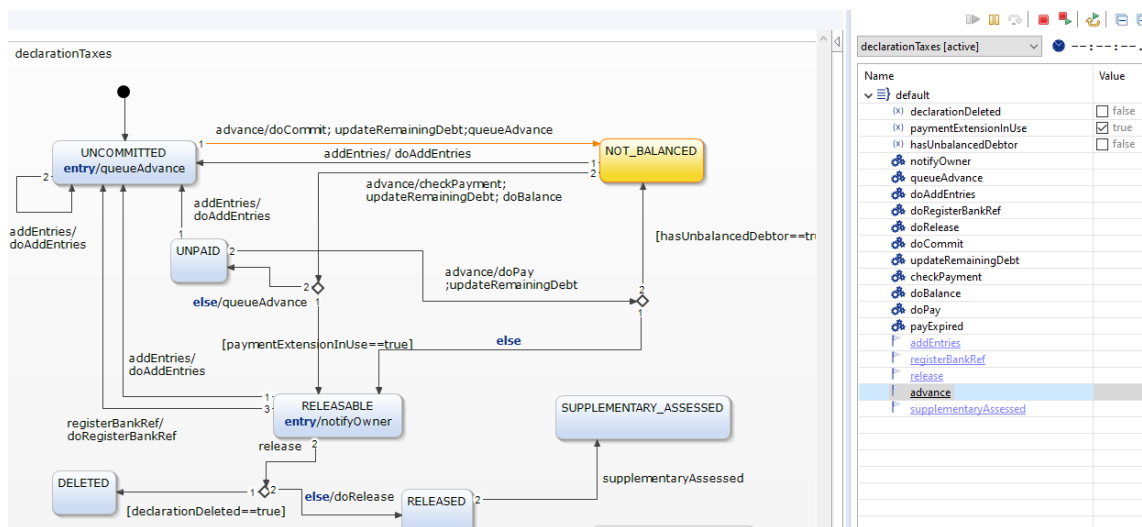 declarationTaxes
UNCOMMITTED
entry/queueAdvance
1
advance/doCommit; updateRemainingDebt;queueAdvance
NOT_BALANCED
addEntries/ doAddEntries
1
2
advance/checkPayment;
updateRemainingDebt; doBalance
2
addEntries/
doAddEntries
addEntries/
doAddEntries
1
UNPAID
2
[hasUnbalancedDebtor==tru
advance/doPay
;updateRemainingDebt
2
1
else/queueAdvance
2
1
[paymentExtensionInUse==true]
else
addEntries/
doAddEntries
1
3
RELEASABLE
entry/notifyOwner
2
registerBankRef/
doRegisterBankRef
release
SUPPLEMENTARY_ASSESSED
DELETED
1
2
else/doRelease
[declarationDeleted==true]
RELEASED
2
supplementaryAssessed
declarationTaxes [active]
--:--:--.
Name Value
default
(x) declarationDeleted false
(x) paymentExtensionInUse true
(x) hasUnbalancedDebtor false
notifyOwner
queueAdvance
doAddEntries
doRegisterBankRef
doRelease
doCommit
updateRemainingDebt
checkPayment
doBalance
doPay
payExpired
addEntries
registerBankRef
release
advance
supplementaryAssessed